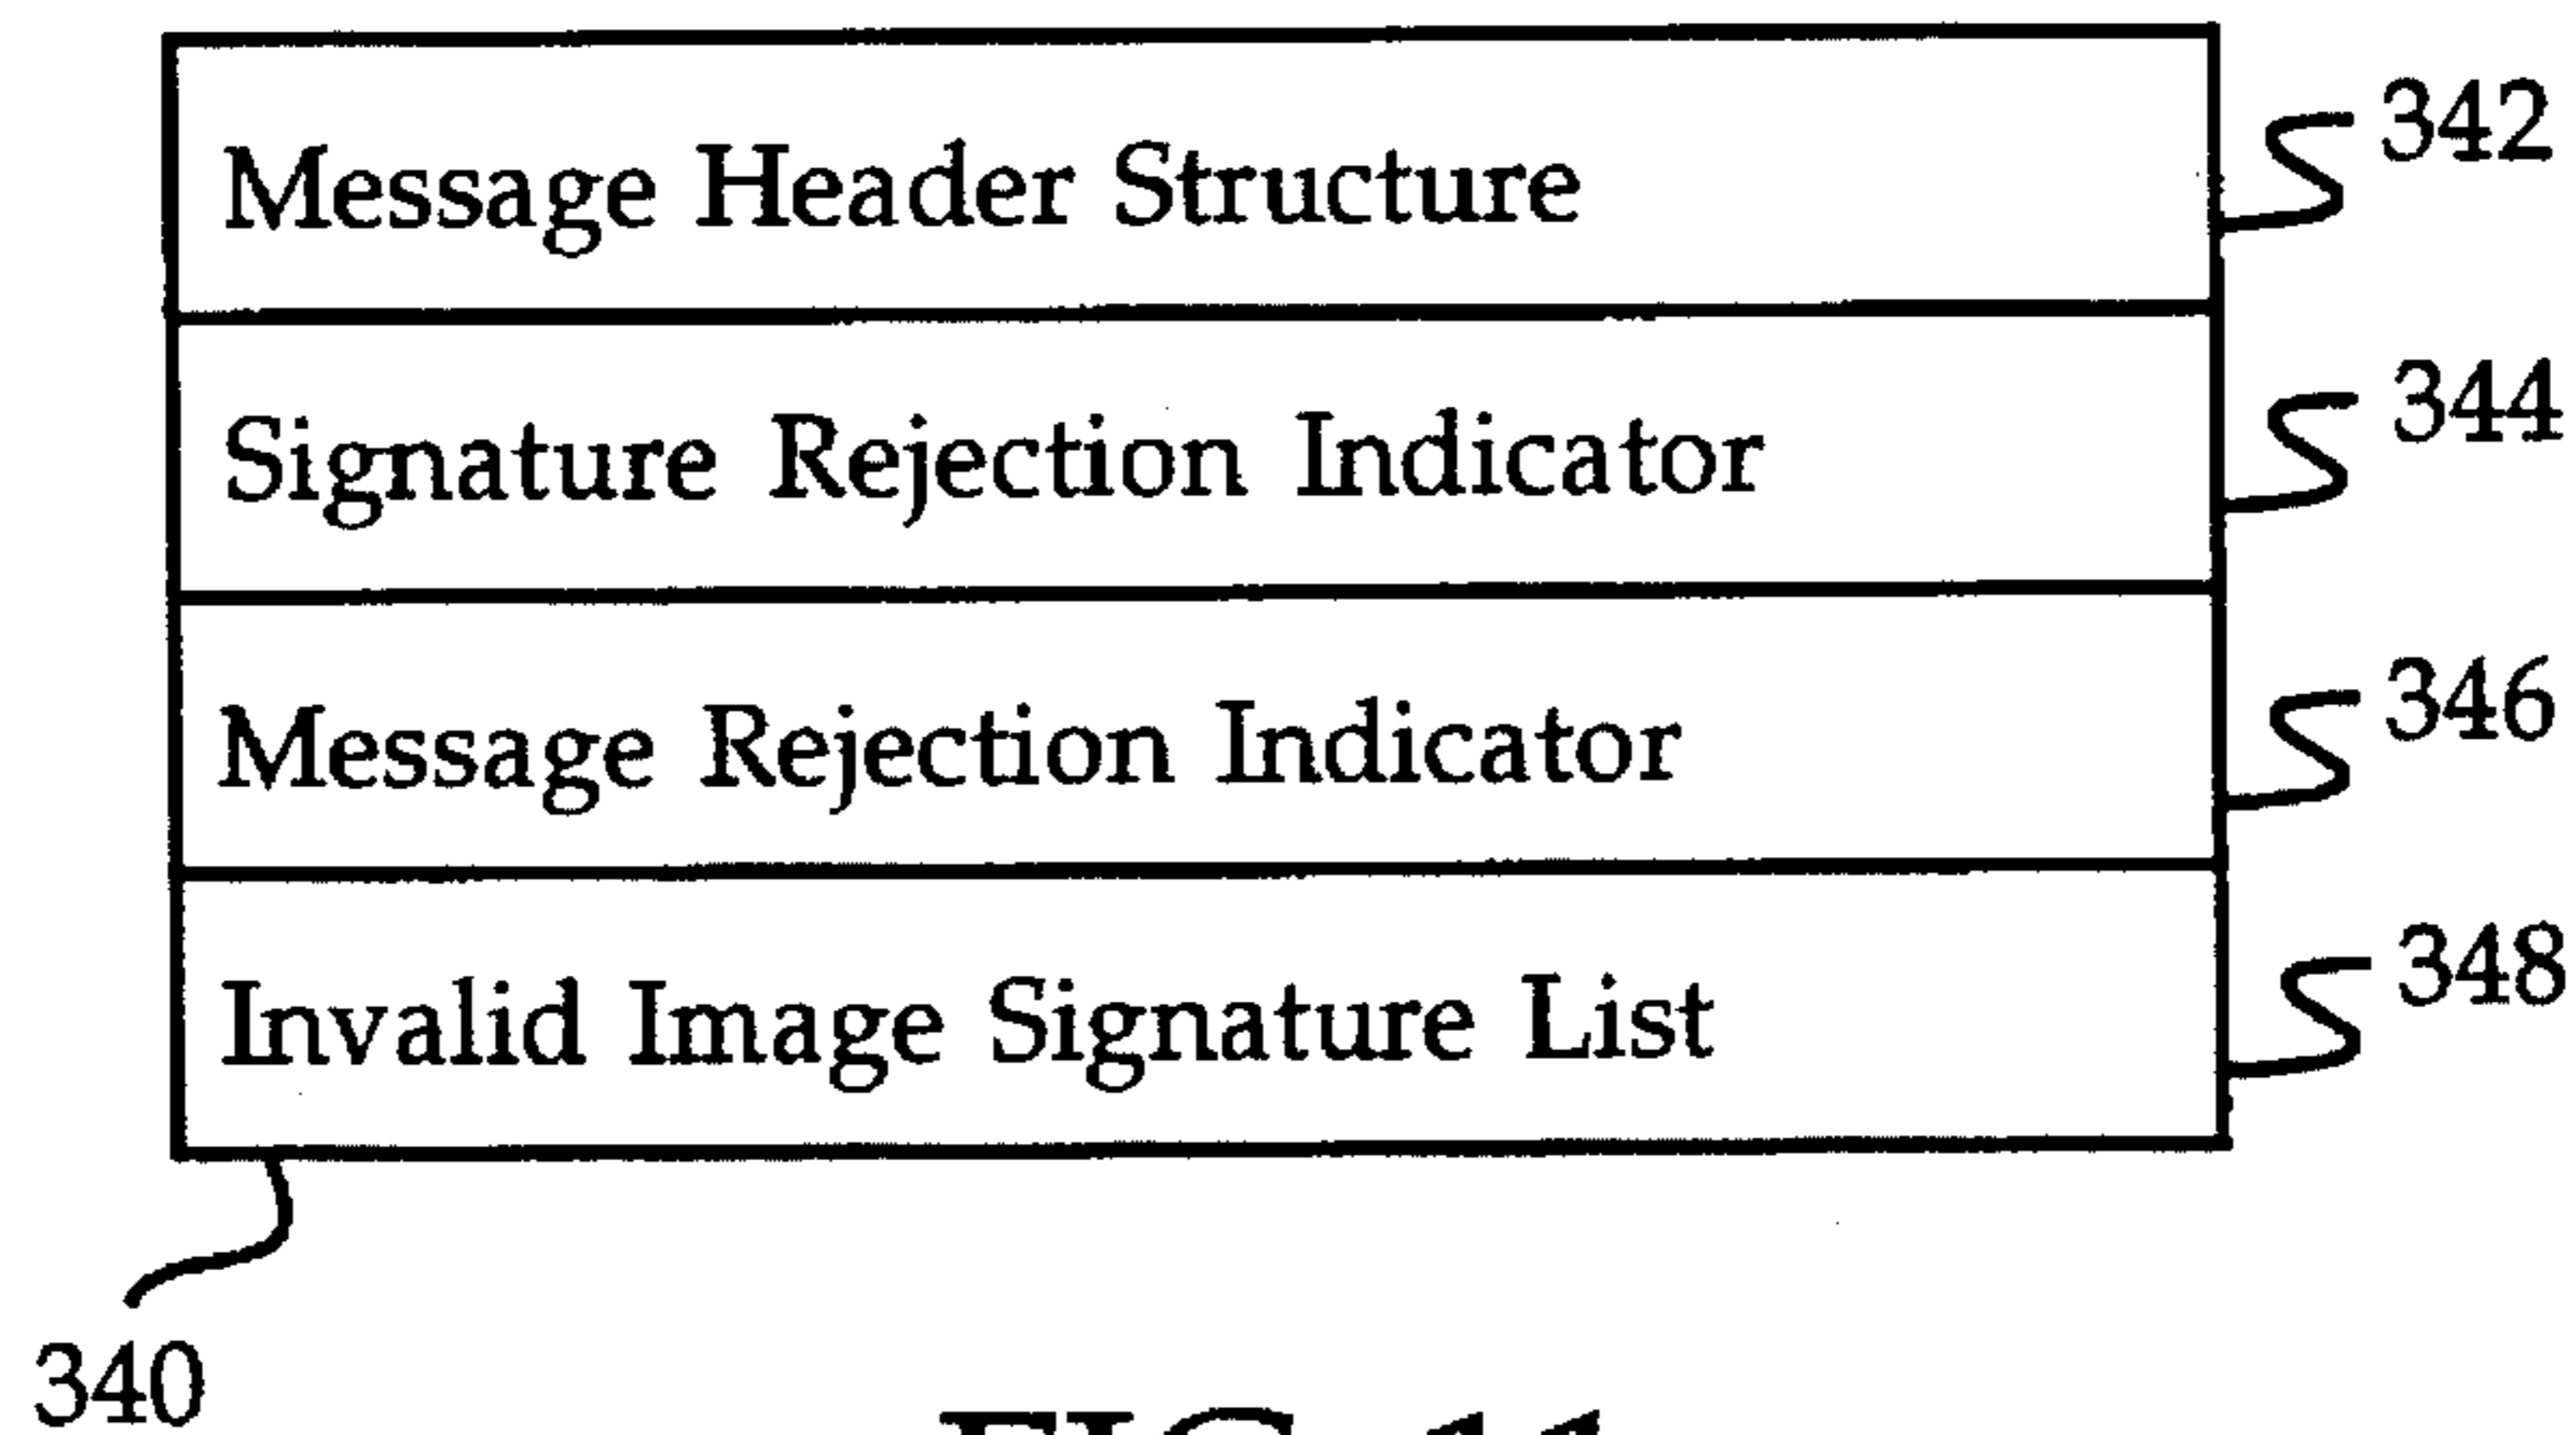 Message Header Structure 342
Signature Rejection Indicator 344
Message Rejection Indicator 346
Invalid Image Signature List 348
340